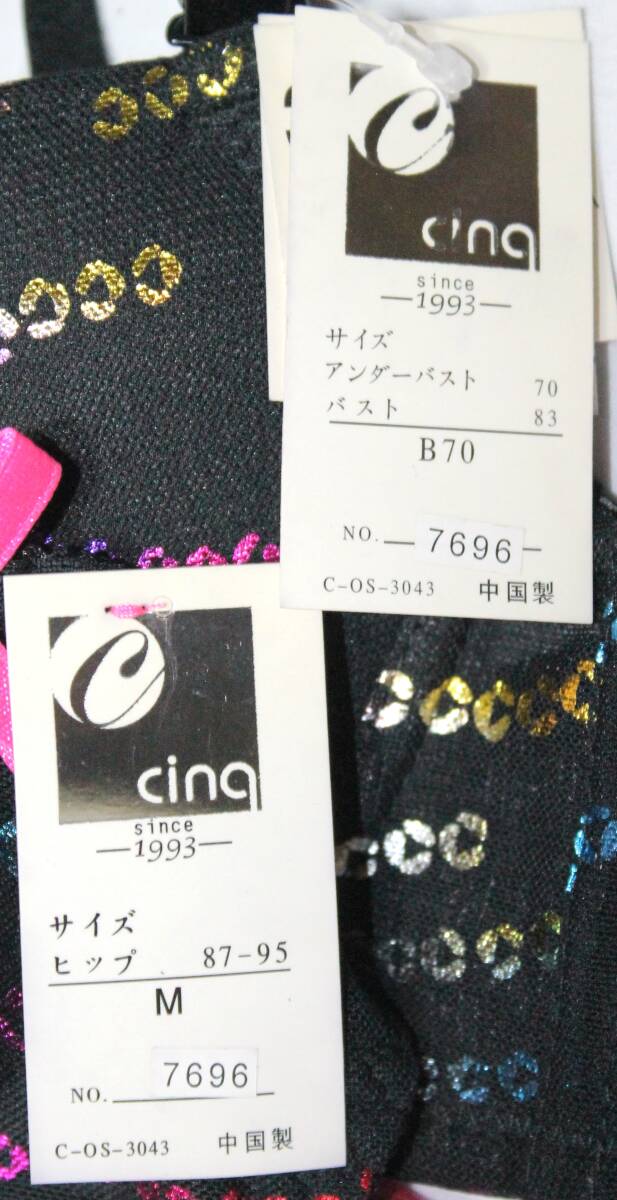 cinq
since
1993
サイズ
アンダーバスト 70
バスト 83
B70
NO. 7696
C-OS-3043 中国製
cinq
since
1993
サイズ
ヒップ 87-95
M
NO. 7696
C-OS-3043 中国製